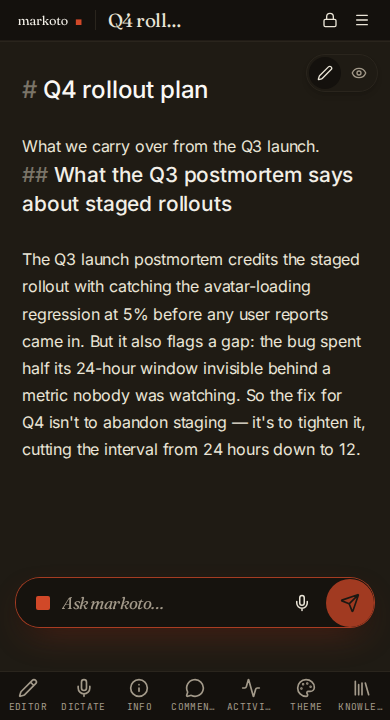 markoto
Q4 roll...
# Q4 rollout plan
What we carry over from the Q3 launch.
## What the Q3 postmortem says
about staged rollouts
The Q3 launch postmortem credits the staged
rollout with catching the avatar-loading
regression at 5% before any user reports
came in. But it also flags a gap: the bug spent
half its 24-hour window invisible behind a
metric nobody was watching. So the fix for
Q4 isn't to abandon staging — it's to tighten it,
cutting the interval from 24 hours down to 12.
Ask markoto...
EDITOR DICTATE INFO COMMEN… ACTIVI… THEME KNOWLE…